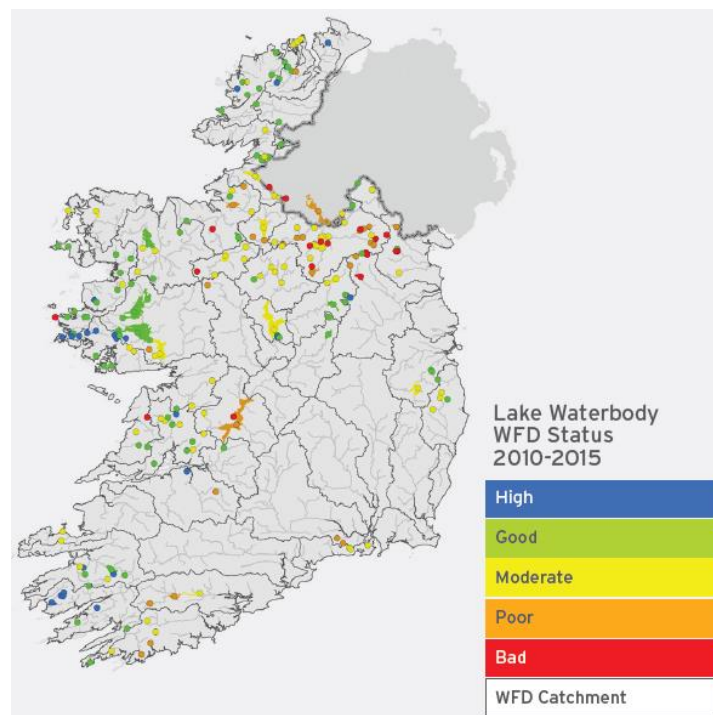 Lake Waterbody
WFD Status
2010-2015
High
Good
Moderate
Poor
Bad
WFD Catchment